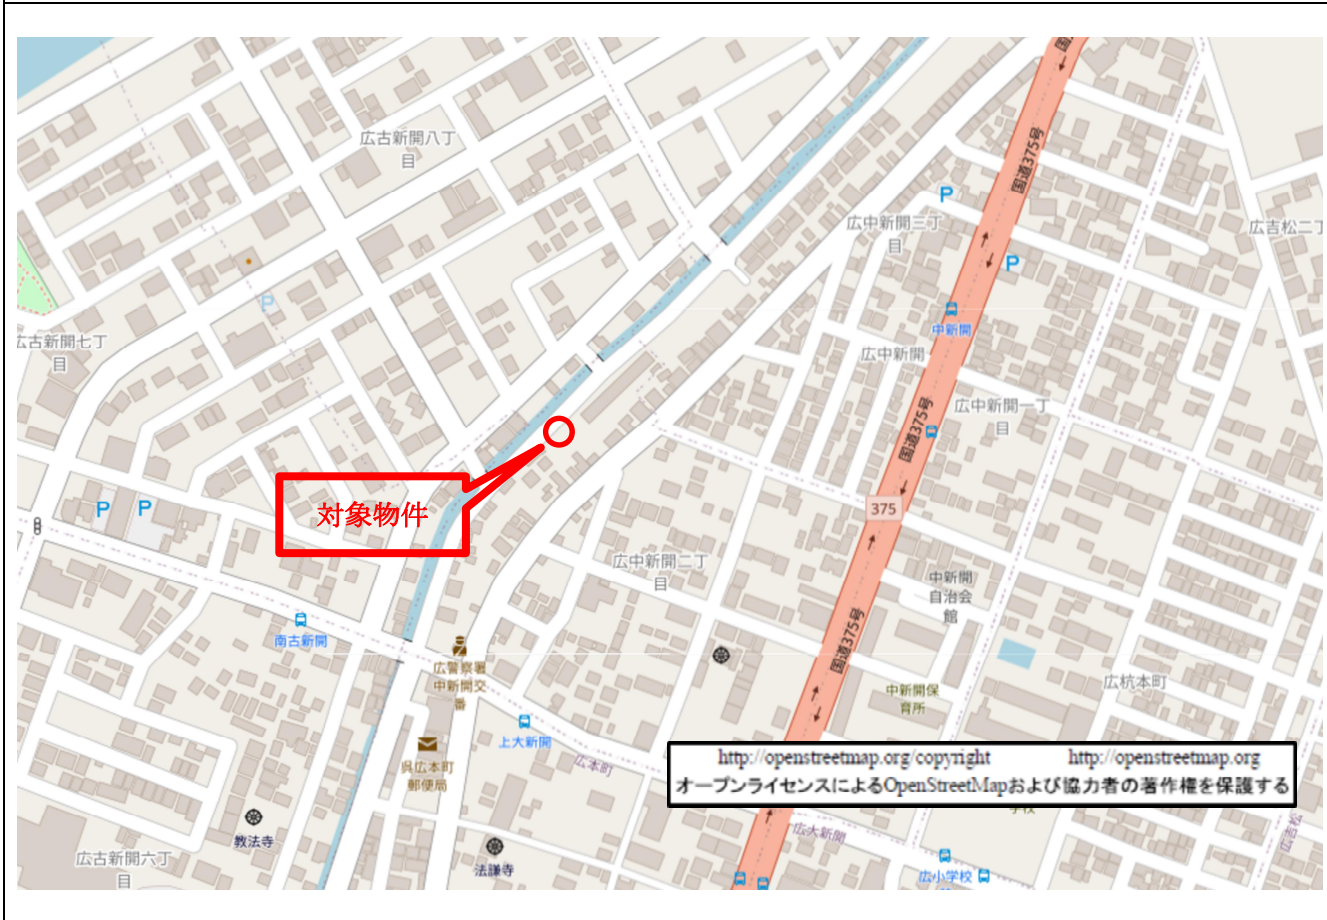 国
国道375号
広古新開八丁
目
P
広中新開三丁
目
広吉松二丁
P
P
中新開
広古新開七丁
目
広中新開
国道375号
広中新開一丁
目
対象物件
P
P
375
広中新開二丁
目
中新開
自治会
館
国道375号
南古新開
広警察署
中新開交
番
中新開保
育所
広杭本町
上大新開
広本町
呉広本町
郵便局
http://openstreetmap.org/copyright http://openstreetmap.org
オープンライセンスによるOpenStreetMapおよび協力者の著作権を保護する
学校
教法寺
広大新開
広吉松
広古新開六丁
目
法謙寺
広小学校